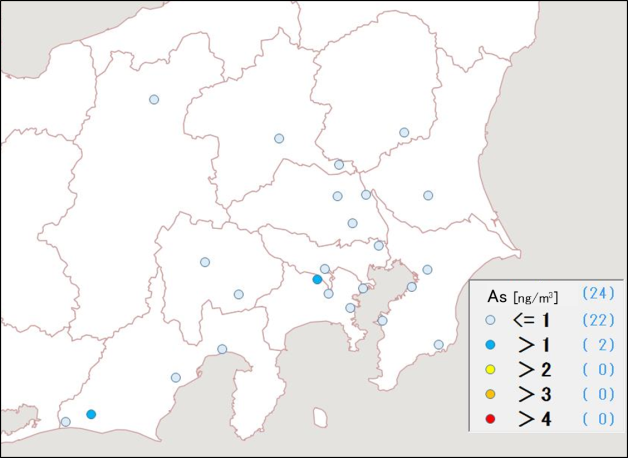 As [ng/m³] (24)
<= 1 (22)
> 1 ( 2)
> 2 ( 0)
> 3 ( 0)
> 4 ( 0)